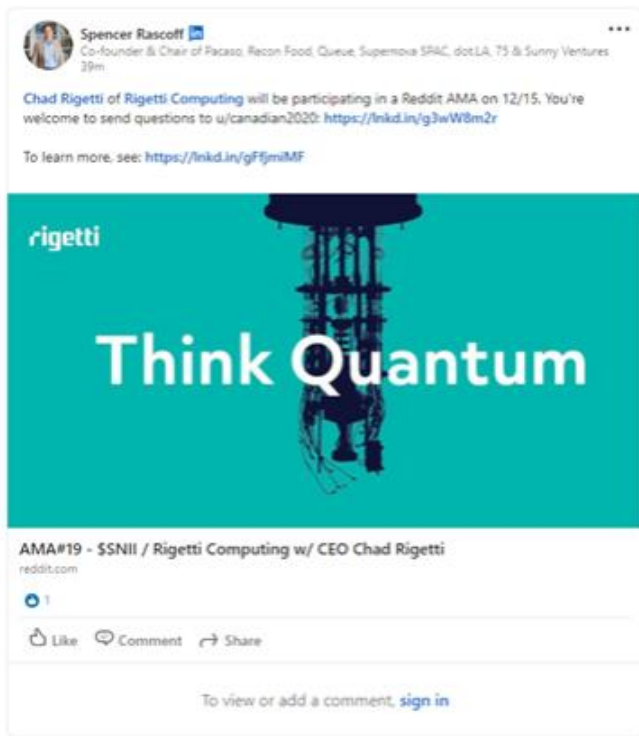 Spencer Rascoff in
Co-founder & Chair of Pacaso, Recon Food, Queue, Supernova SPAC, dot.LA, 75 & Sunny Ventures
39m
Chad Rigetti of Rigetti Computing will be participating in a Reddit AMA on 12/15. You're
welcome to send questions to u/canadian2020: https://lnkd.in/g3wW8m2r
To learn more, see: https://lnkd.in/gFfjmiMF
rigetti
Think Quantum
AMA#19 - $SNII / Rigetti Computing w/ CEO Chad Rigetti
reddit.com
1
Like Comment Share
To view or add a comment, sign in